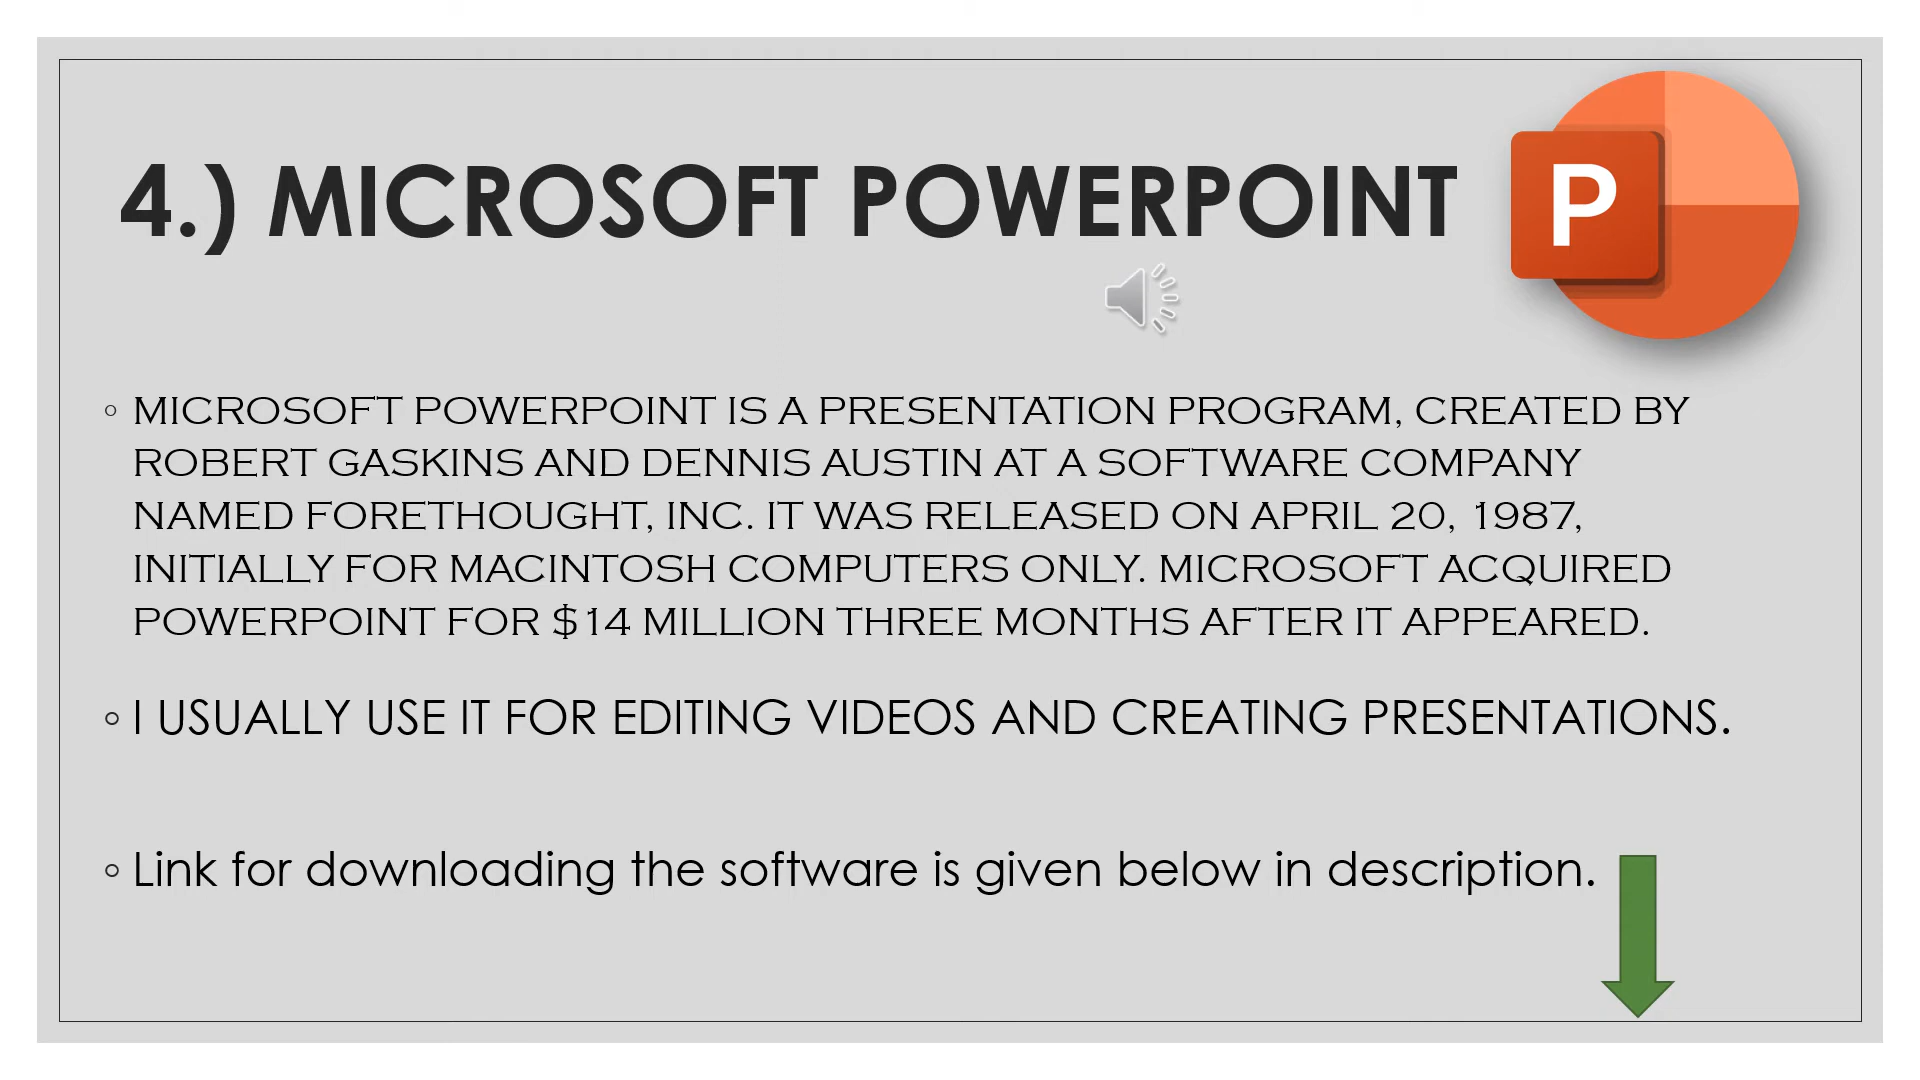 4.) MICROSOFT POWERPOINT
P
MICROSOFT POWERPOINT IS A PRESENTATION PROGRAM, CREATED BY
ROBERT GASKINS AND DENNIS AUSTIN AT A SOFTWARE COMPANY
NAMED FORETHOUGHT, INC. IT WAS RELEASED ON APRIL 20, 1987,
INITIALLY FOR MACINTOSH COMPUTERS ONLY. MICROSOFT ACQUIRED
POWERPOINT FOR $14 MILLION THREE MONTHS AFTER IT APPEARED.
I USUALLY USE IT FOR EDITING VIDEOS AND CREATING PRESENTATIONS.
Link for downloading the software is given below in description.